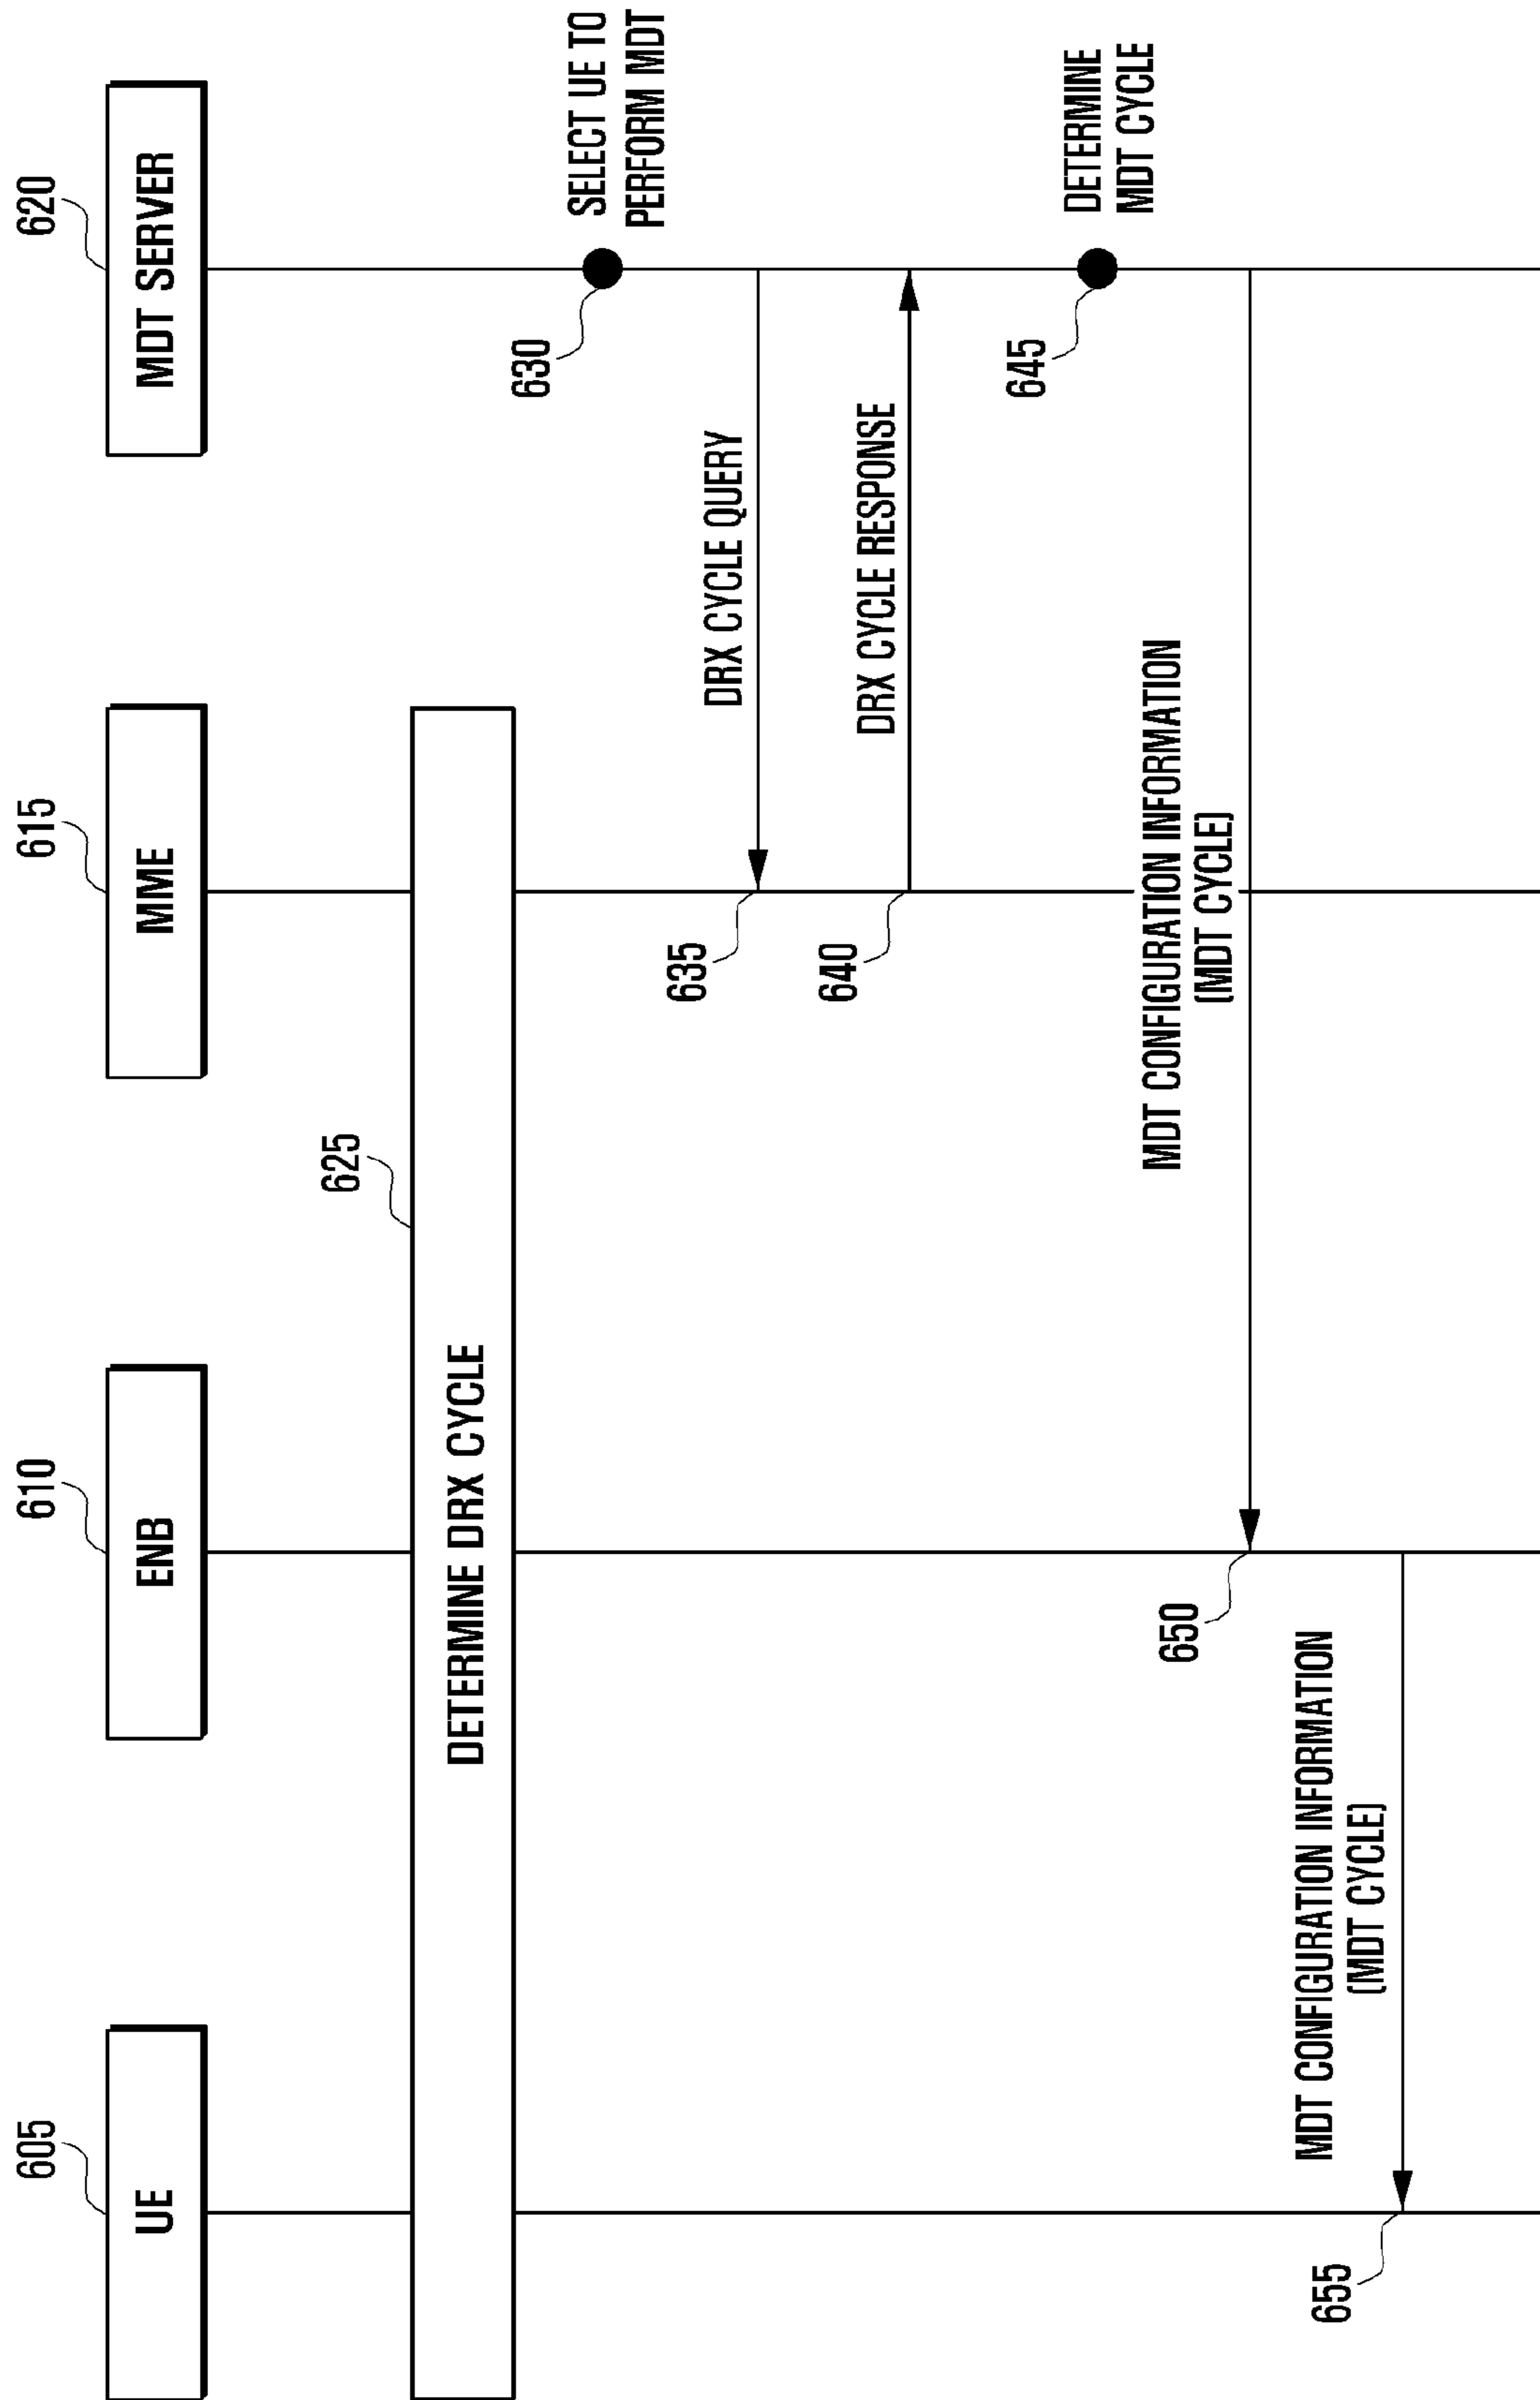 605
610
615
620
UE
ENB
MME
MDT SERVER
625
DETERMINE DRX CYCLE
630
SELECT UE TO
PERFORM MDT
635
DRX CYCLE QUERY
640
DRX CYCLE RESPONSE
645
DETERMINE
MDT CYCLE
MDT CONFIGURATION INFORMATION
(MDT CYCLE)
650
MDT CONFIGURATION INFORMATION
(MDT CYCLE)
655